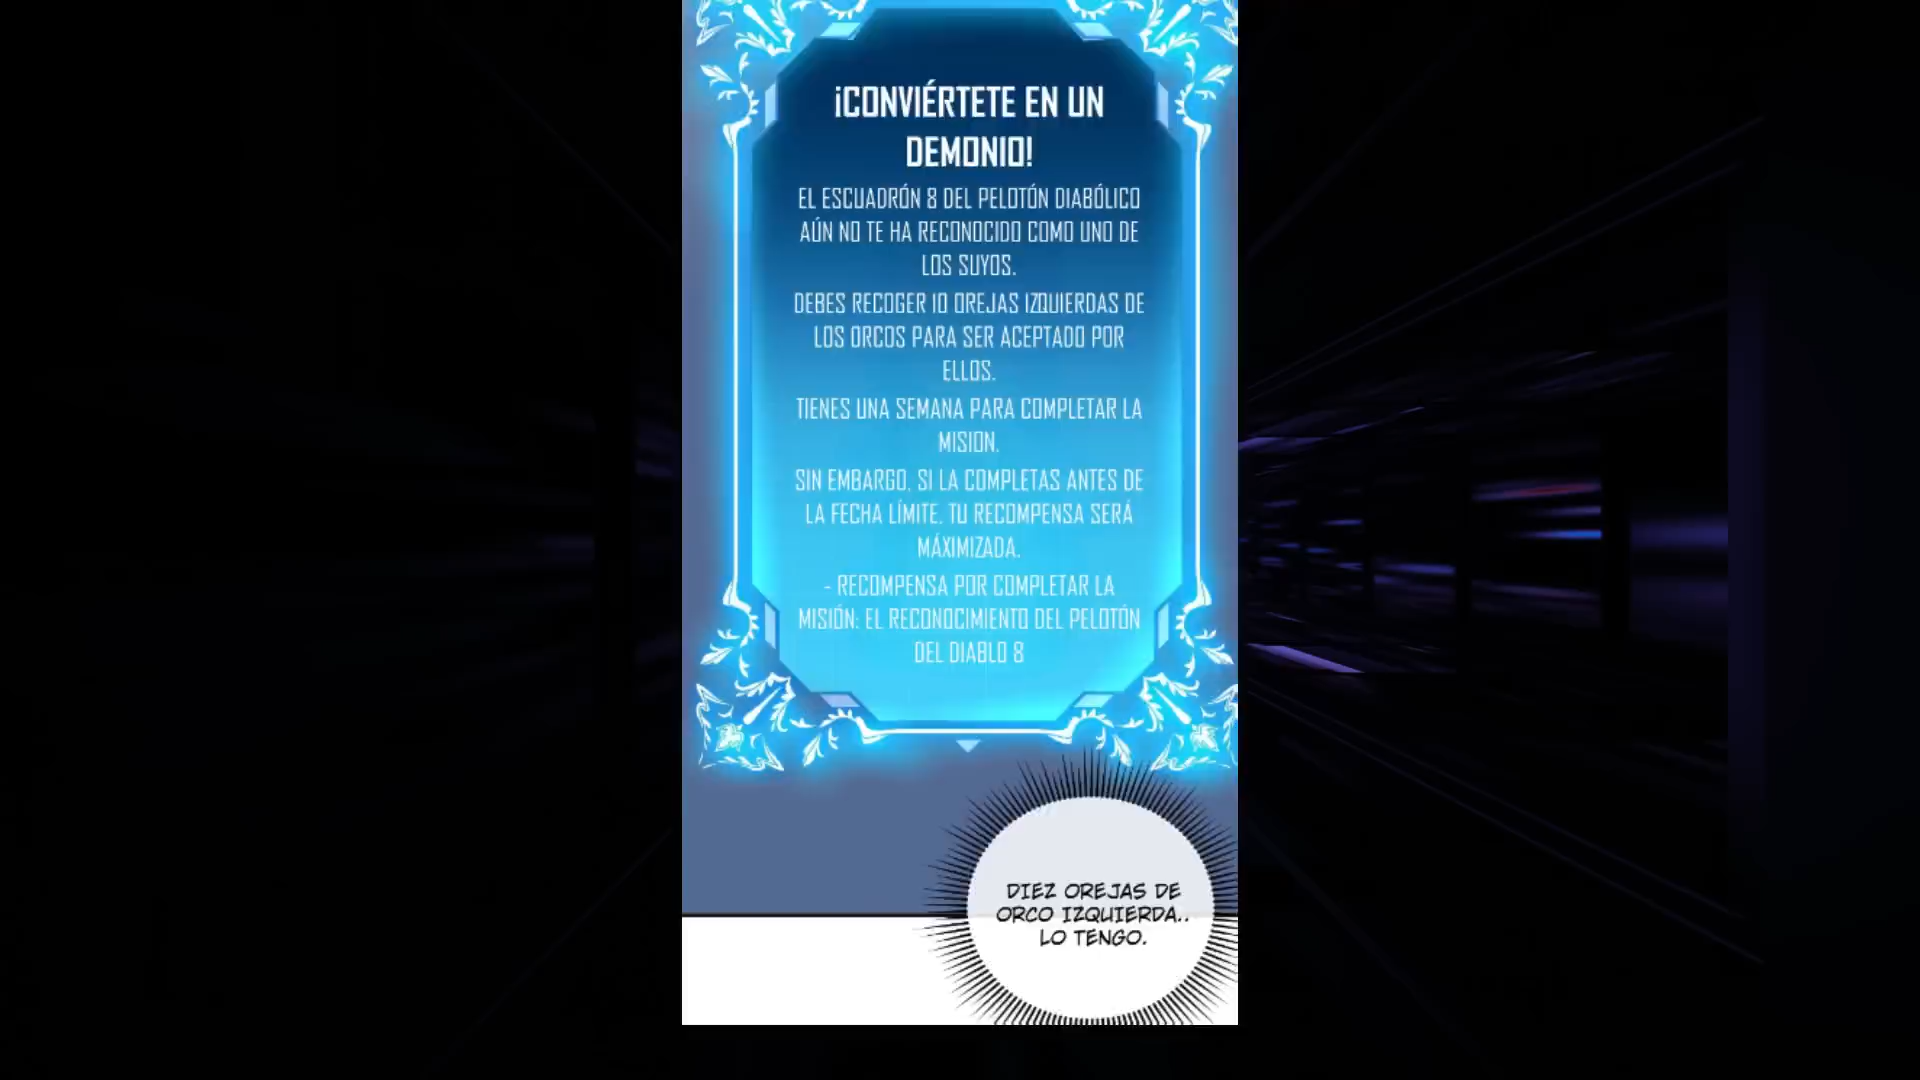 ¡CONVIÉRTETE EN UN
DEMONIO!
EL ESCUADRÓN 8 DEL PELOTÓN DIABÓLICO
AÚN NO TE HA RECONOCIDO COMO UNO DE
LOS SUYOS.
DEBES RECOGER 10 OREJAS IZQUIERDAS DE
LOS ORCOS PARA SER ACEPTADO POR
ELLOS.
TIENES UNA SEMANA PARA COMPLETAR LA
MISION.
SIN EMBARGO, SI LA COMPLETAS ANTES DE
LA FECHA LÍMITE, TU RECOMPENSA SERÁ
MÁXIMIZADA.
- RECOMPENSA POR COMPLETAR LA
MISIÓN: EL RECONOCIMIENTO DEL PELOTÓN
DEL DIABLO 8
DIEZ OREJAS DE
ORCO IZQUIERDA..
LO TENGO.